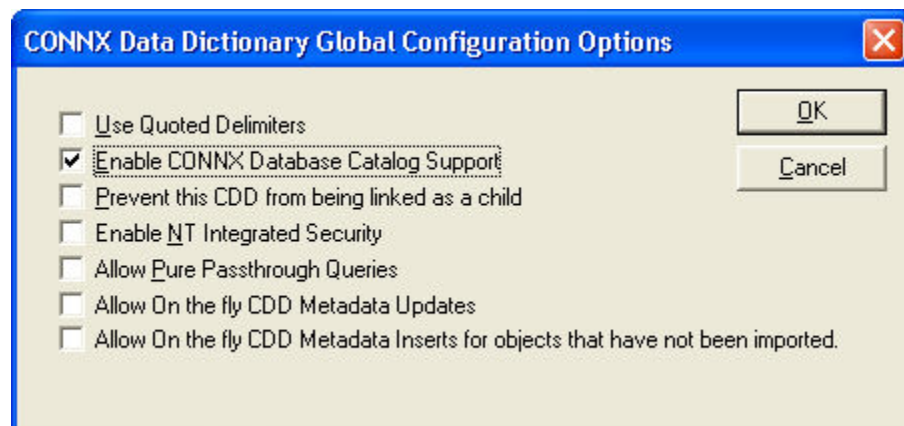 CONNX Data Dictionary Global Configuration Options
Use Quoted Delimiters
Enable CONNX Database Catalog Support
Prevent this CDD from being linked as a child
Enable NT Integrated Security
Allow Pure Passthrough Queries
Allow On the fly CDD Metadata Updates
Allow On the fly CDD Metadata Inserts for objects that have not been imported.
OK
Cancel